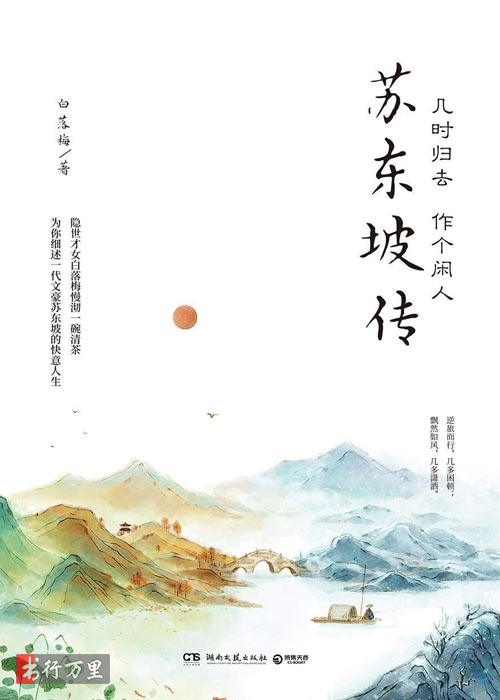 几时归去 作个闲人
苏东坡传
白落梅/著
隐世才女白落梅慢沏一碗清茶
为你细述一代文豪苏东坡的快意人生
逆旅而行，几多困顿；
飘然如风，几多潇洒。
湖南文艺出版社
博集天卷
CS-BOOKY
书行万里